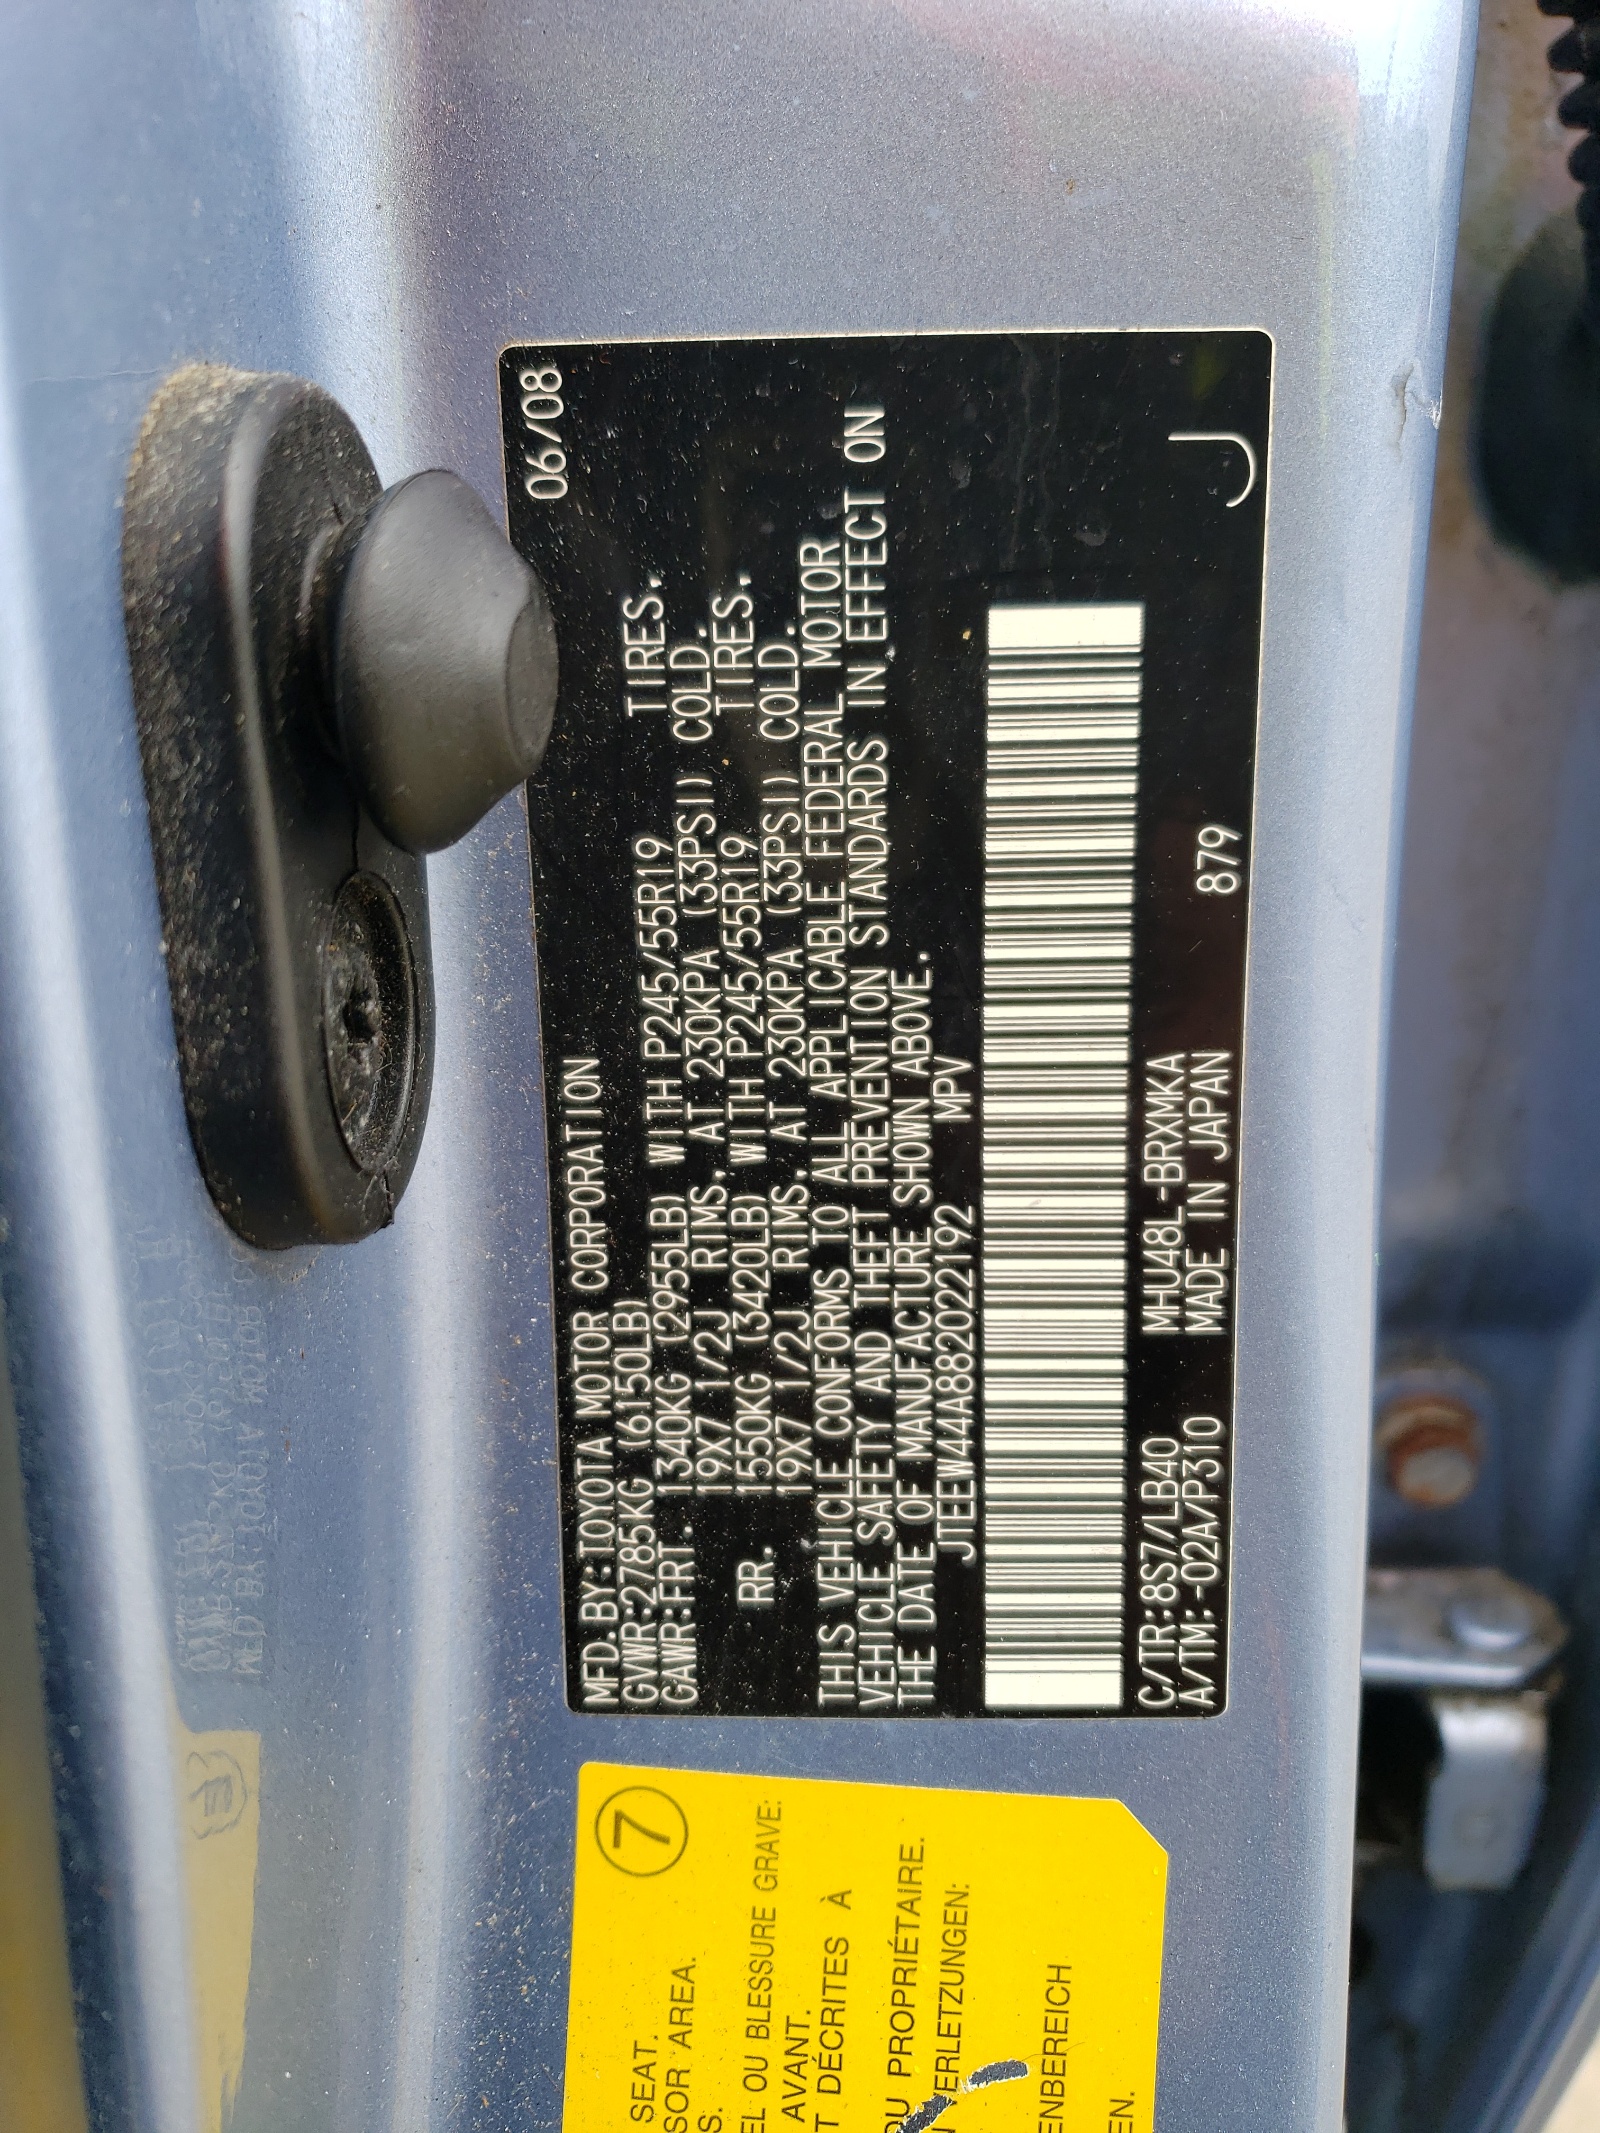 MFD.BY:TOYOTA MOTOR CORPORATION 06/08
GVWR:2785KG (6150LB)
GAWR:FRT. 1340KG (2955LB) WITH P245/55R19 TIRES.
19X7 1/2J RIMS, AT 230KPA (33PSI) COLD.
RR. 1550KG (3420LB) WITH P245/55R19 TIRES.
19X7 1/2J RIMS. AT 230KPA (33PSI) COLD.
THIS VEHICLE CONFORMS TO ALL APPLICABLE FEDERAL MOTOR
VEHICLE SAFETY AND THEFT PREVENTION STANDARDS IN EFFECT ON
THE DATE OF MANUFACTURE SHOWN ABOVE.
JTEEW44A882022192 MPV
C/TR:8S7/LB40 MHU48L-BRXMKA
A/TM:-02A/P310 MADE IN JAPAN 879 J
7
SEAT.
SOR AREA.
S.
EL OU BLESSURE GRAVE:
AVANT.
T DÉCRITES À
OU PROPRIÉTAIRE.
N VERLETZUNGEN:
ENBEREICH
EN.